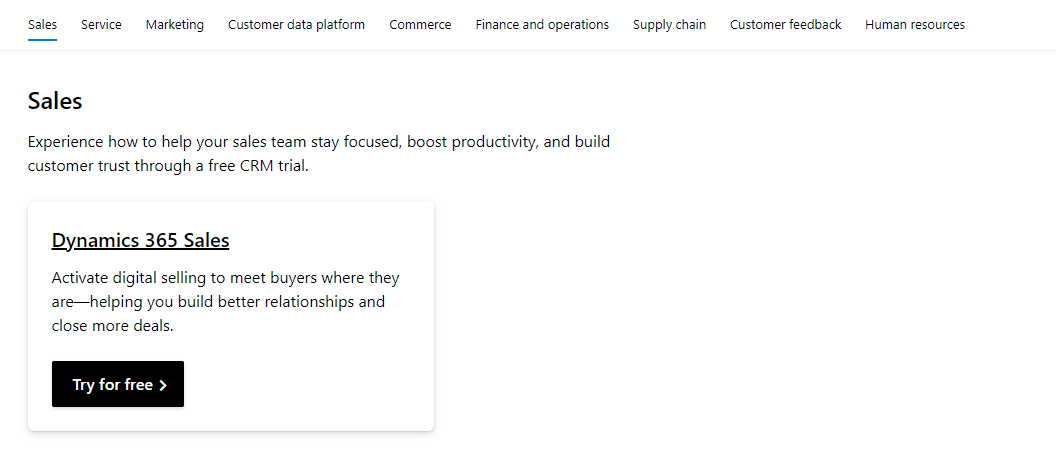 Sales Service Marketing Customer data platform Commerce Finance and operations Supply chain Customer feedback Human resources
Sales
Experience how to help your sales team stay focused, boost productivity, and build
customer trust through a free CRM trial.
Dynamics 365 Sales
Activate digital selling to meet buyers where they
are—helping you build better relationships and
close more deals.
Try for free